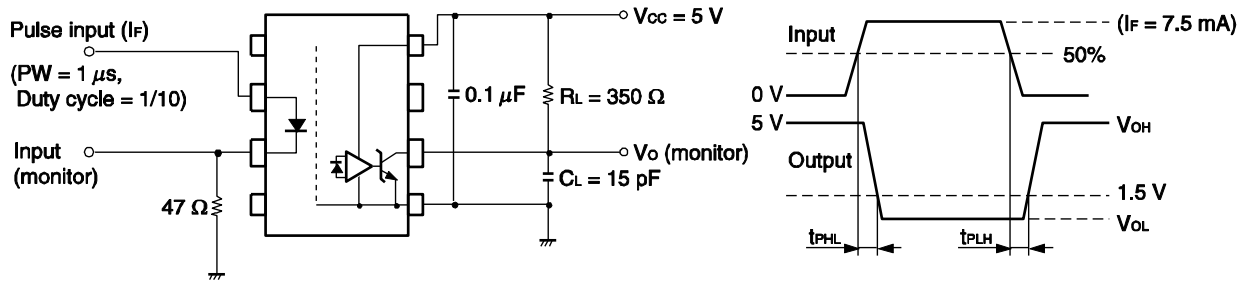 Pulse input (IF)
(PW = 1 μs,
Duty cycle = 1/10)
Input
(monitor)
47 Ω
VCC = 5 V
0.1 μF
RL = 350 Ω
VO (monitor)
CL = 15 pF
Input
(IF = 7.5 mA)
50%
0 V
5 V
Output
VOH
1.5 V
VOL
tPHL
tPLH